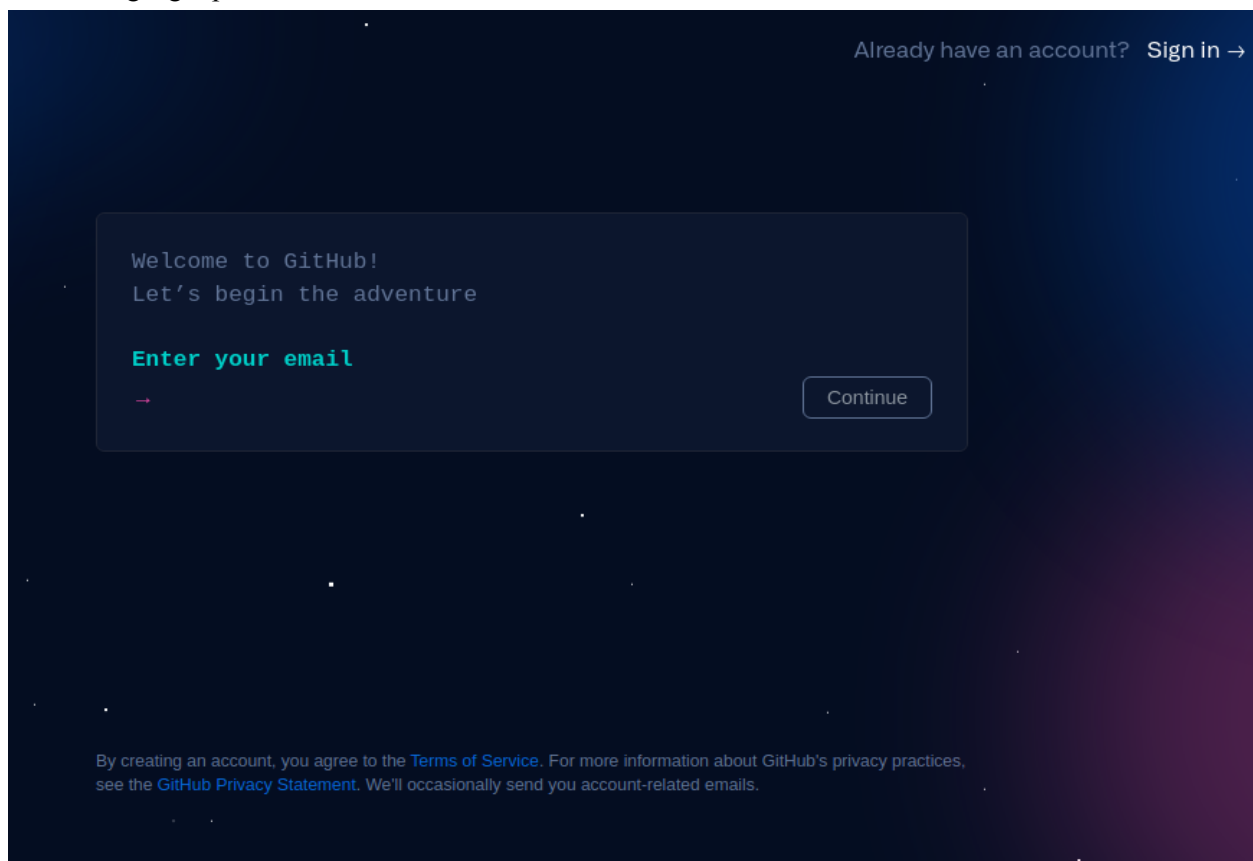 Already have an account? Sign in →
Welcome to GitHub!
Let’s begin the adventure
Enter your email
→
Continue
By creating an account, you agree to the Terms of Service. For more information about GitHub's privacy practices,
see the GitHub Privacy Statement. We'll occasionally send you account-related emails.